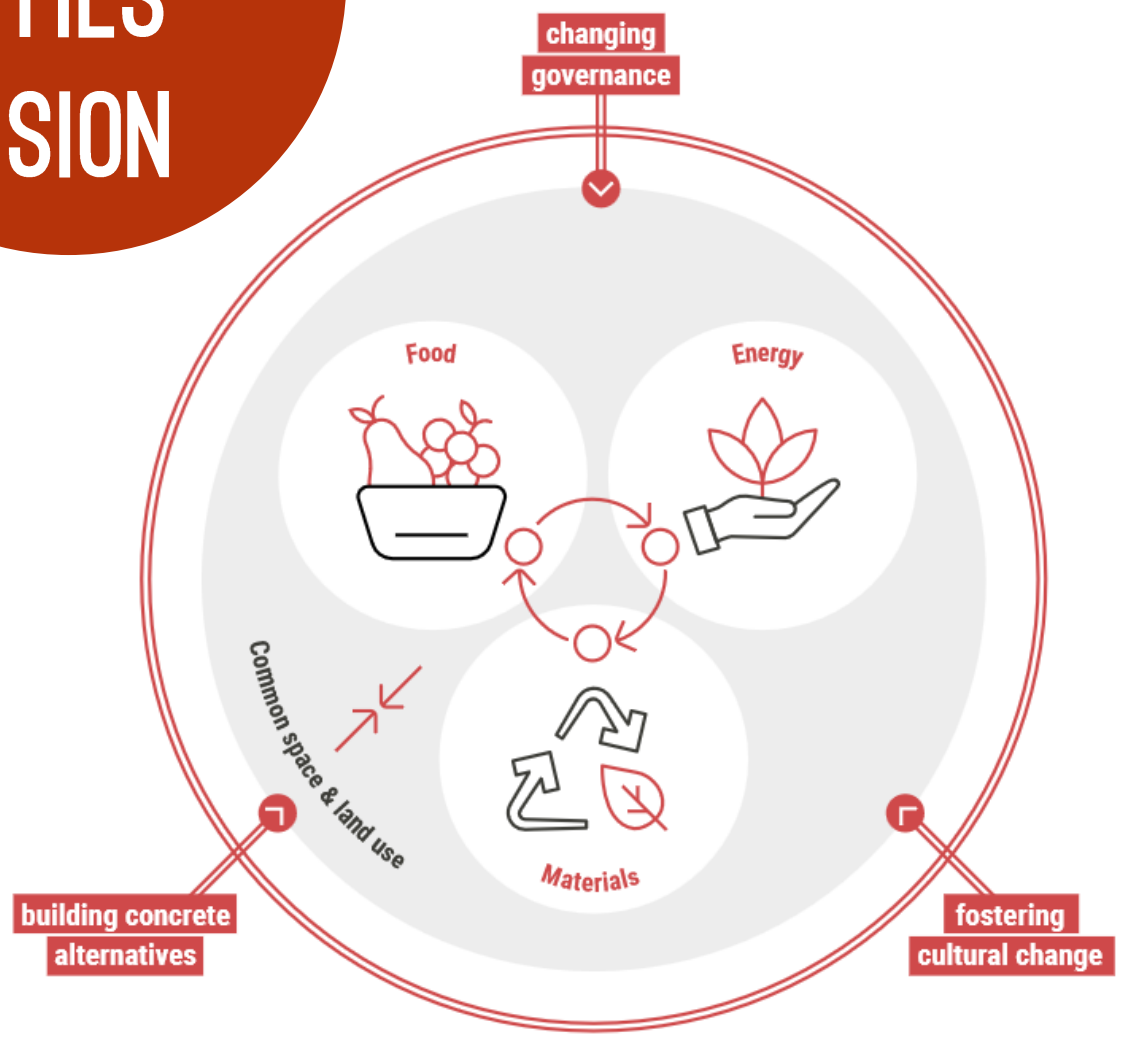 SION
changing
governance
Food
Energy
Common space & land use
Materials
building concrete
alternatives
fostering
cultural change